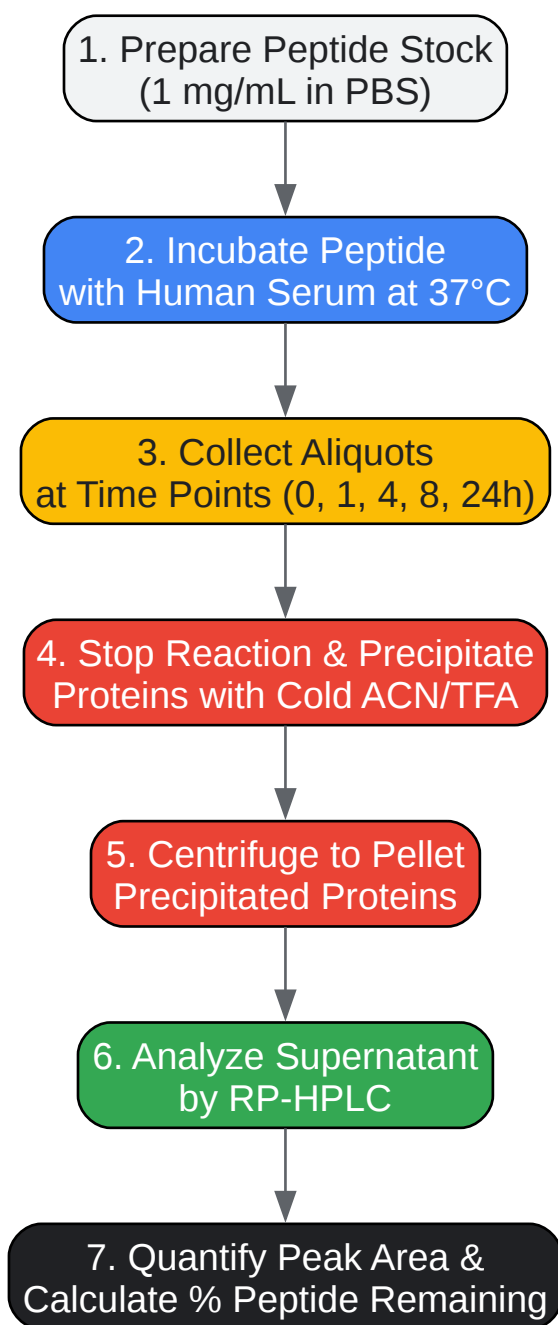 1. Prepare Peptide Stock
(1 mg/mL in PBS)
2. Incubate Peptide
with Human Serum at 37°C
3. Collect Aliquots
at Time Points (0, 1, 4, 8, 24h)
4. Stop Reaction & Precipitate
Proteins with Cold ACN/TFA
5. Centrifuge to Pellet
Precipitated Proteins
6. Analyze Supernatant
by RP-HPLC
7. Quantify Peak Area &
Calculate % Peptide Remaining